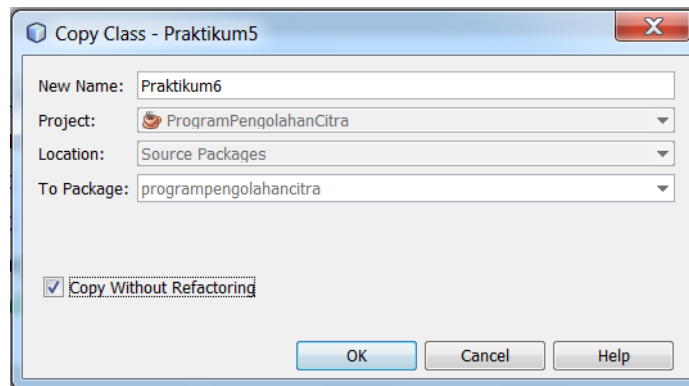 Copy Class - Praktikum5
New Name: Praktikum6
Project: ProgramPengolahanCitra
Location: Source Packages
To Package: programpengolahancitra
Copy Without Refactoring
OK Cancel Help